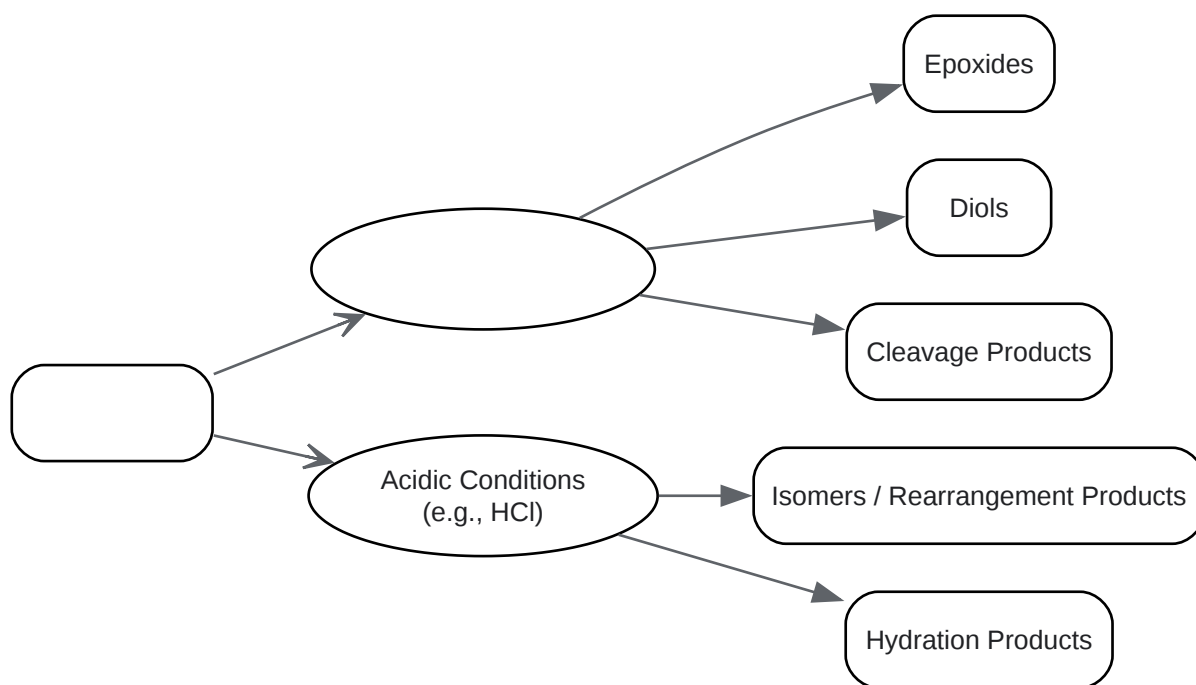 Epoxides
Diols
Cleavage Products
Acidic Conditions
(e.g., HCl)
Isomers / Rearrangement Products
Hydration Products